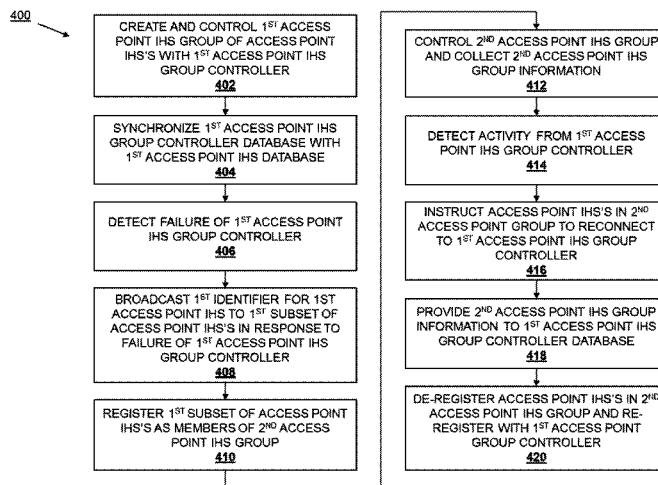 400
CREATE AND CONTROL 1ST ACCESS
POINT IHS GROUP OF ACCESS POINT
IHS'S WITH 1ST ACCESS POINT IHS
GROUP CONTROLLER
402
SYNCHRONIZE 1ST ACCESS POINT IHS
GROUP CONTROLLER DATABASE WITH
1ST ACCESS POINT IHS DATABASE
404
DETECT FAILURE OF 1ST ACCESS POINT
IHS GROUP CONTROLLER
406
BROADCAST 1ST IDENTIFIER FOR 1ST
ACCESS POINT IHS TO 1ST SUBSET OF
ACCESS POINT IHS'S IN RESPONSE TO
FAILURE OF 1ST ACCESS POINT IHS
GROUP CONTROLLER
408
REGISTER 1ST SUBSET OF ACCESS POINT
IHS'S AS MEMBERS OF 2ND ACCESS
POINT IHS GROUP
410
CONTROL 2ND ACCESS POINT IHS GROUP
AND COLLECT 2ND ACCESS POINT IHS
GROUP INFORMATION
412
DETECT ACTIVITY FROM 1ST ACCESS
POINT IHS GROUP CONTROLLER
414
INSTRUCT ACCESS POINT IHS'S IN 2ND
ACCESS POINT GROUP TO RECONNECT
TO 1ST ACCESS POINT IHS GROUP
CONTROLLER
416
PROVIDE 2ND ACCESS POINT IHS GROUP
INFORMATION TO 1ST ACCESS POINT IHS
GROUP CONTROLLER DATABASE
418
DE-REGISTER ACCESS POINT IHS'S IN 2ND
ACCESS POINT IHS GROUP AND RE-
REGISTER WITH 1ST ACCESS POINT
GROUP CONTROLLER
420